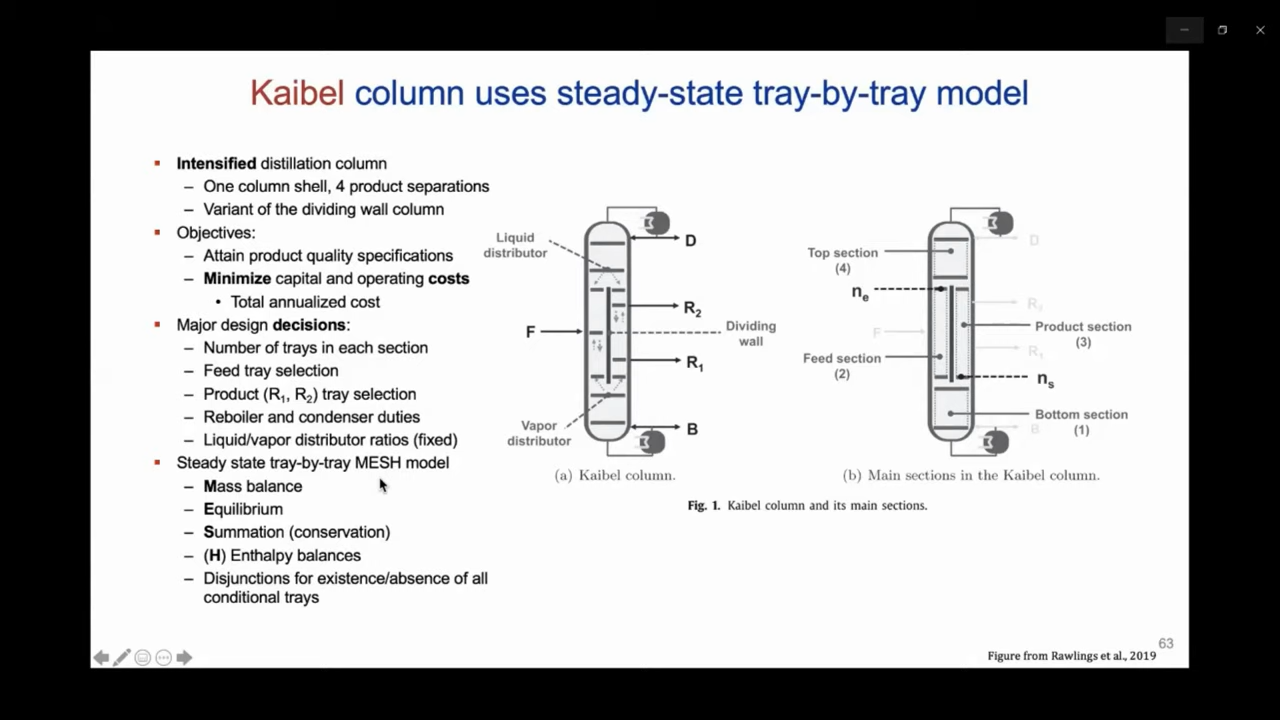 Kaibel column uses steady-state tray-by-tray model
▪ Intensified distillation column
– One column shell, 4 product separations
– Variant of the dividing wall column
▪ Objectives:
– Attain product quality specifications
– Minimize capital and operating costs
• Total annualized cost
▪ Major design decisions:
– Number of trays in each section
– Feed tray selection
– Product (R₁, R₂) tray selection
– Reboiler and condenser duties
– Liquid/vapor distributor ratios (fixed)
▪ Steady state tray-by-tray MESH model
– Mass balance
– Equilibrium
– Summation (conservation)
– (H) Enthalpy balances
– Disjunctions for existence/absence of all
conditional trays
Liquid
distributor
D
R₂
F
Dividing
wall
R₁
Vapor
distributor
B
(a) Kaibel column.
Top section
(4)
D
nₑ
R₂
F
Product section
(3)
Feed section
(2)
R₁
nₛ
Bottom section
(1)
B
(b) Main sections in the Kaibel column.
Fig. 1. Kaibel column and its main sections.
63
Figure from Rawlings et al., 2019